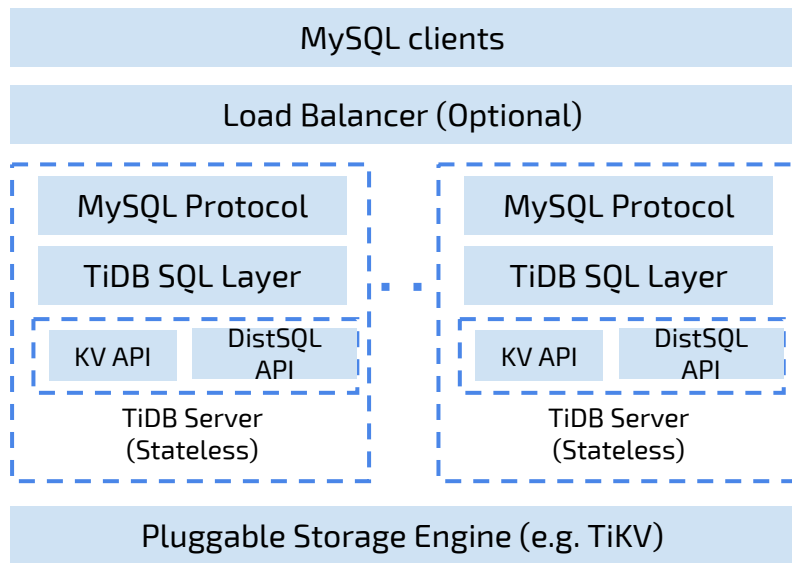 MySQL clients
Load Balancer (Optional)
MySQL Protocol
TiDB SQL Layer
KV API
DistSQL
API
TiDB Server
(Stateless)
MySQL Protocol
TiDB SQL Layer
KV API
DistSQL
API
TiDB Server
(Stateless)
Pluggable Storage Engine (e.g. TiKV)